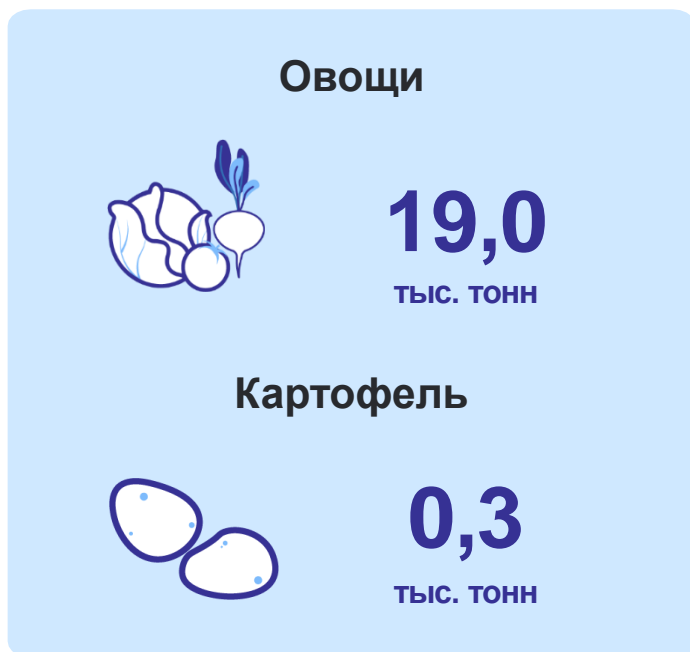 Овощи
19,0
тыс. тонн
Картофель
0,3
тыс. тонн